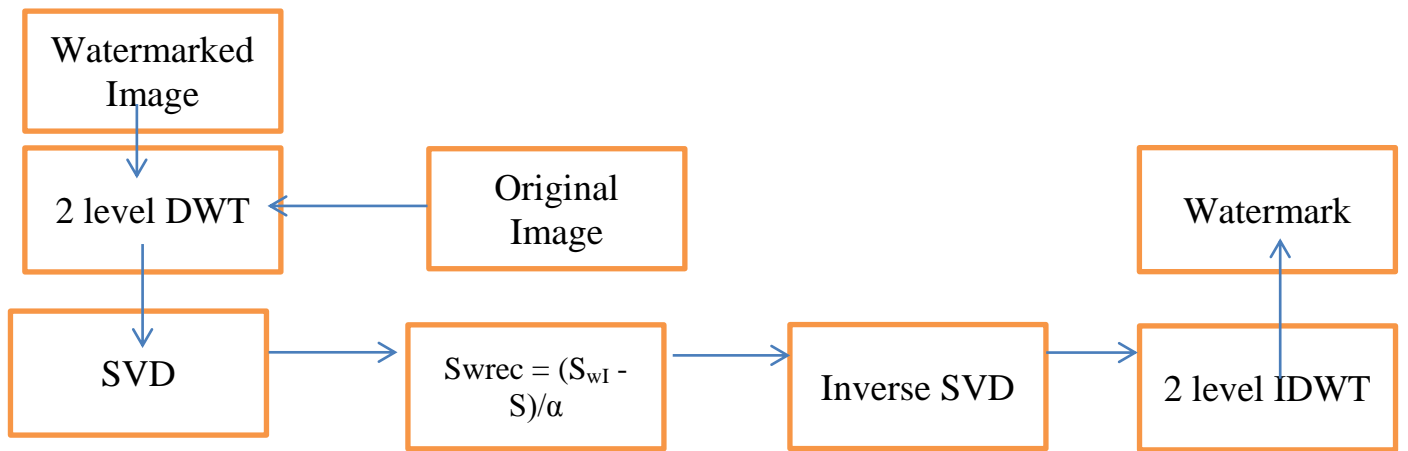 Watermarked
Image
2 level DWT
Original
Image
Watermark
SVD
Swrec = (SwI -
S)/α
Inverse SVD
2 level IDWT